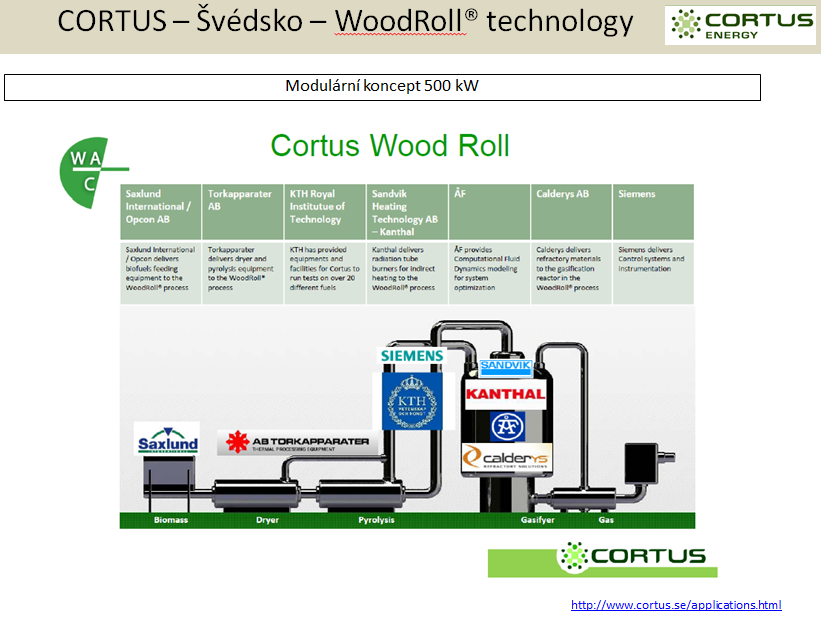 CORTUS – Švédsko – WoodRoll® technology
CORTUS
ENERGY
Modulární koncept 500 kW
Cortus Wood Roll
W A
C
Saxlund
International /
Opcon AB
Torkapparater
AB
KTH Royal
Institutue of
Technology
Sandvik
Heating
Technology AB
– Kanthal
ÅF
Calderys AB
Siemens
Saxlund International
/ Opcon delivers
biofuels feeding
equipment to the
WoodRoll® process
Torkapparater
delivers dryer and
pyrolysis equipment
to the WoodRoll®
process
KTH has provided
equipments and
facilities for Cortus to
run tests on over 20
different fuels
Kanthal delivers
radiation tube
burners for indirect
heating to the
WoodRoll® process
ÅF provides
Computational Fluid
Dynamics modeling
for system
optimization
Calderys delivers
refractory materials
to the gasification
reactor in the
WoodRoll® process
Siemens delivers
Control systems and
Instrumentation
SIEMENS
KTH
VETENSKAP
OCH KONST
SANDVIK
KANTHAL
ÅF
calderys
REFRACTORY SOLUTIONS
Saxlund
INTERNATIONAL
AB TORKAPPARATER
THERMAL PROCESSING EQUIPMENT
Biomass
Dryer
Pyrolysis
Gasifyer
Gas
CORTUS
http://www.cortus.se/applications.html